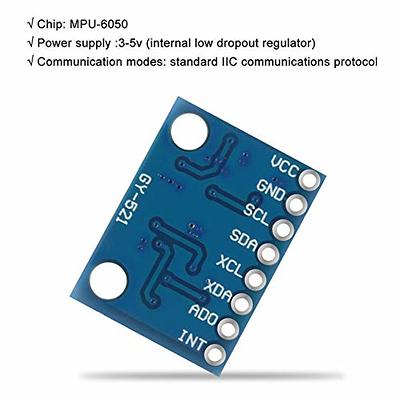 √ Chip: MPU-6050
√ Power supply :3-5v (internal low dropout regulator)
√ Communication modes: standard IIC communications protocol
VCC
GND
SCL
SDA
XCL
XDA
ADO
INT
GY-521